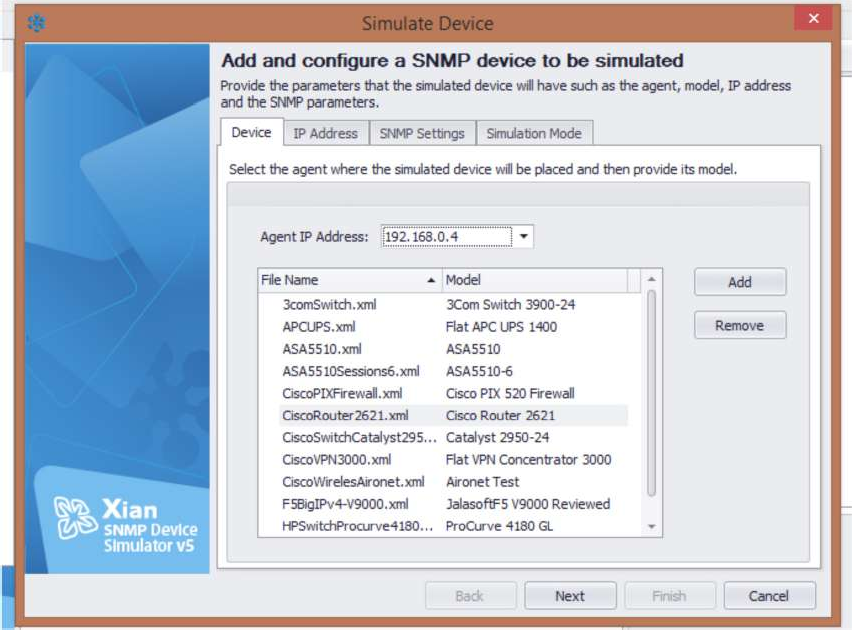 Simulate Device
Add and configure a SNMP device to be simulated
Provide the parameters that the simulated device will have such as the agent, model, IP address
and the SNMP parameters.
Device IP Address SNMP Settings Simulation Mode
Select the agent where the simulated device will be placed and then provide its model.
Agent IP Address: 192.168.0.4
File Name Model
3comSwitch.xml 3Com Switch 3900-24
APCUPS.xml Flat APC UPS 1400
ASA5510.xml ASA5510
ASA5510Sessions6.xml ASA5510-6
CiscoPIXFirewall.xml Cisco PIX 520 Firewall
CiscoRouter2621.xml Cisco Router 2621
CiscoSwitchCatalyst295... Catalyst 2950-24
CiscoVPN3000.xml Flat VPN Concentrator 3000
CiscoWirelesAironet.xml Aironet Test
F5BigIPv4-V9000.xml JalasoftF5 V9000 Reviewed
HPSwitchProcurve4180... ProCurve 4180 GL
Add
Remove
Xian
SNMP Device
Simulator v5
Back Next Finish Cancel